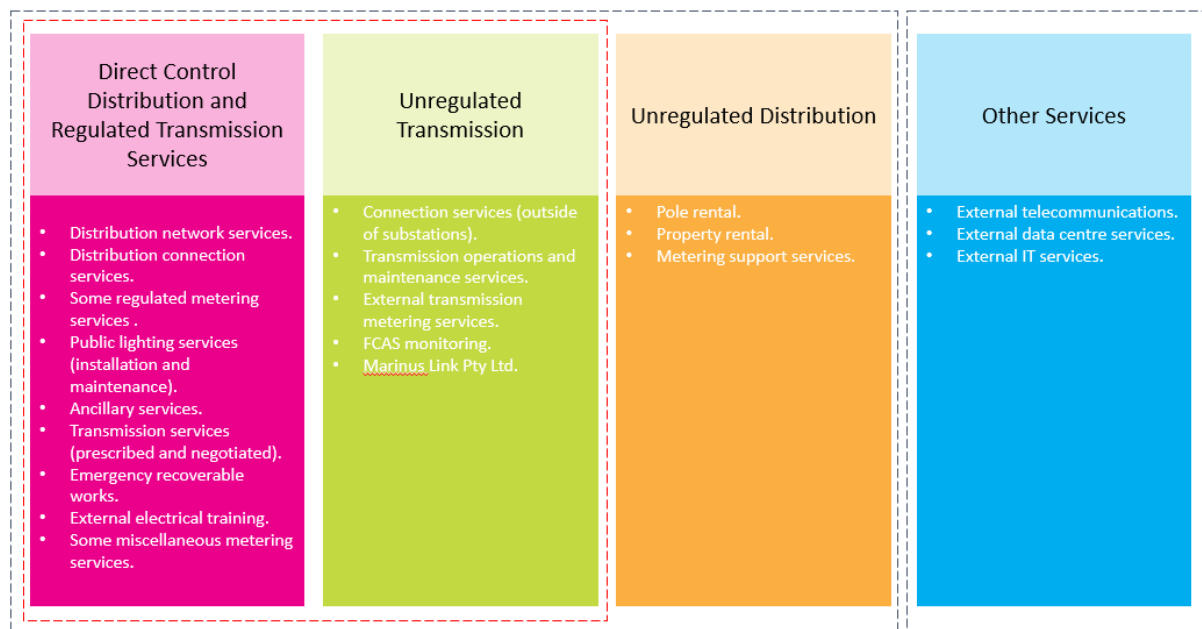 Direct Control
Distribution and
Regulated Transmission
Services
• Distribution network services.
• Distribution connection
services.
• Some regulated metering
services .
• Public lighting services
(installation and
maintenance).
• Ancillary services.
• Transmission services
(prescribed and negotiated).
• Emergency recoverable
works.
• External electrical training.
• Some miscellaneous metering
services.
Unregulated
Transmission
• Connection services (outside
of substations).
• Transmission operations and
maintenance services.
• External transmission
metering services.
• FCAS monitoring.
• Marinus Link Pty Ltd.
Unregulated Distribution
• Pole rental.
• Property rental.
• Metering support services.
Other Services
• External telecommunications.
• External data centre services.
• External IT services.